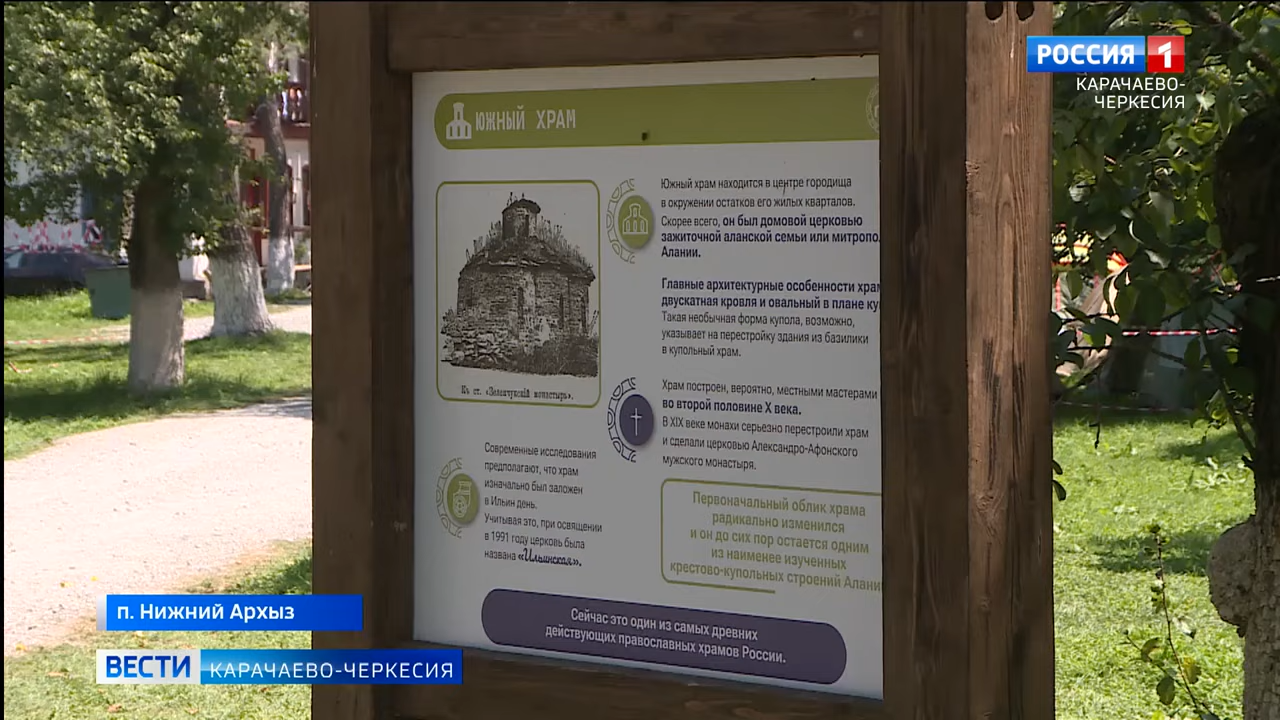 РОССИЯ 1
КАРАЧАЕВО-
ЧЕРКЕСИЯ
ЮЖНЫЙ ХРАМ
Къ ст. «Зеленчукскій монастырь».
Южный храм находится в центре городища
в окружении остатков его жилых кварталов.
Скорее всего, он был домовой церковью
зажиточной аланской семьи или митропол
Алании.
Главные архитектурные особенности храм
двускатная кровля и овальный в плане ку
Такая необычная форма купола, возможно,
указывает на перестройку здания из базилики
в купольный храм.
Храм построен, вероятно, местными мастерами
во второй половине X века.
В XIX веке монахи серьезно перестроили храм
и сделали церковью Александро-Афонского
мужского монастыря.
Современные исследования
предполагают, что храм
изначально был заложен
в Ильин день.
Учитывая это, при освящении
в 1991 году церковь была
названа «Ильинская».
Первоначальный облик храма
радикально изменился
и он до сих пор остается одним
из наименее изученных
крестово-купольных строений Алани
Сейчас это один из самых древних
действующих православных храмов России.
п. Нижний Архыз
ВЕСТИ КАРАЧАЕВО-ЧЕРКЕСИЯ